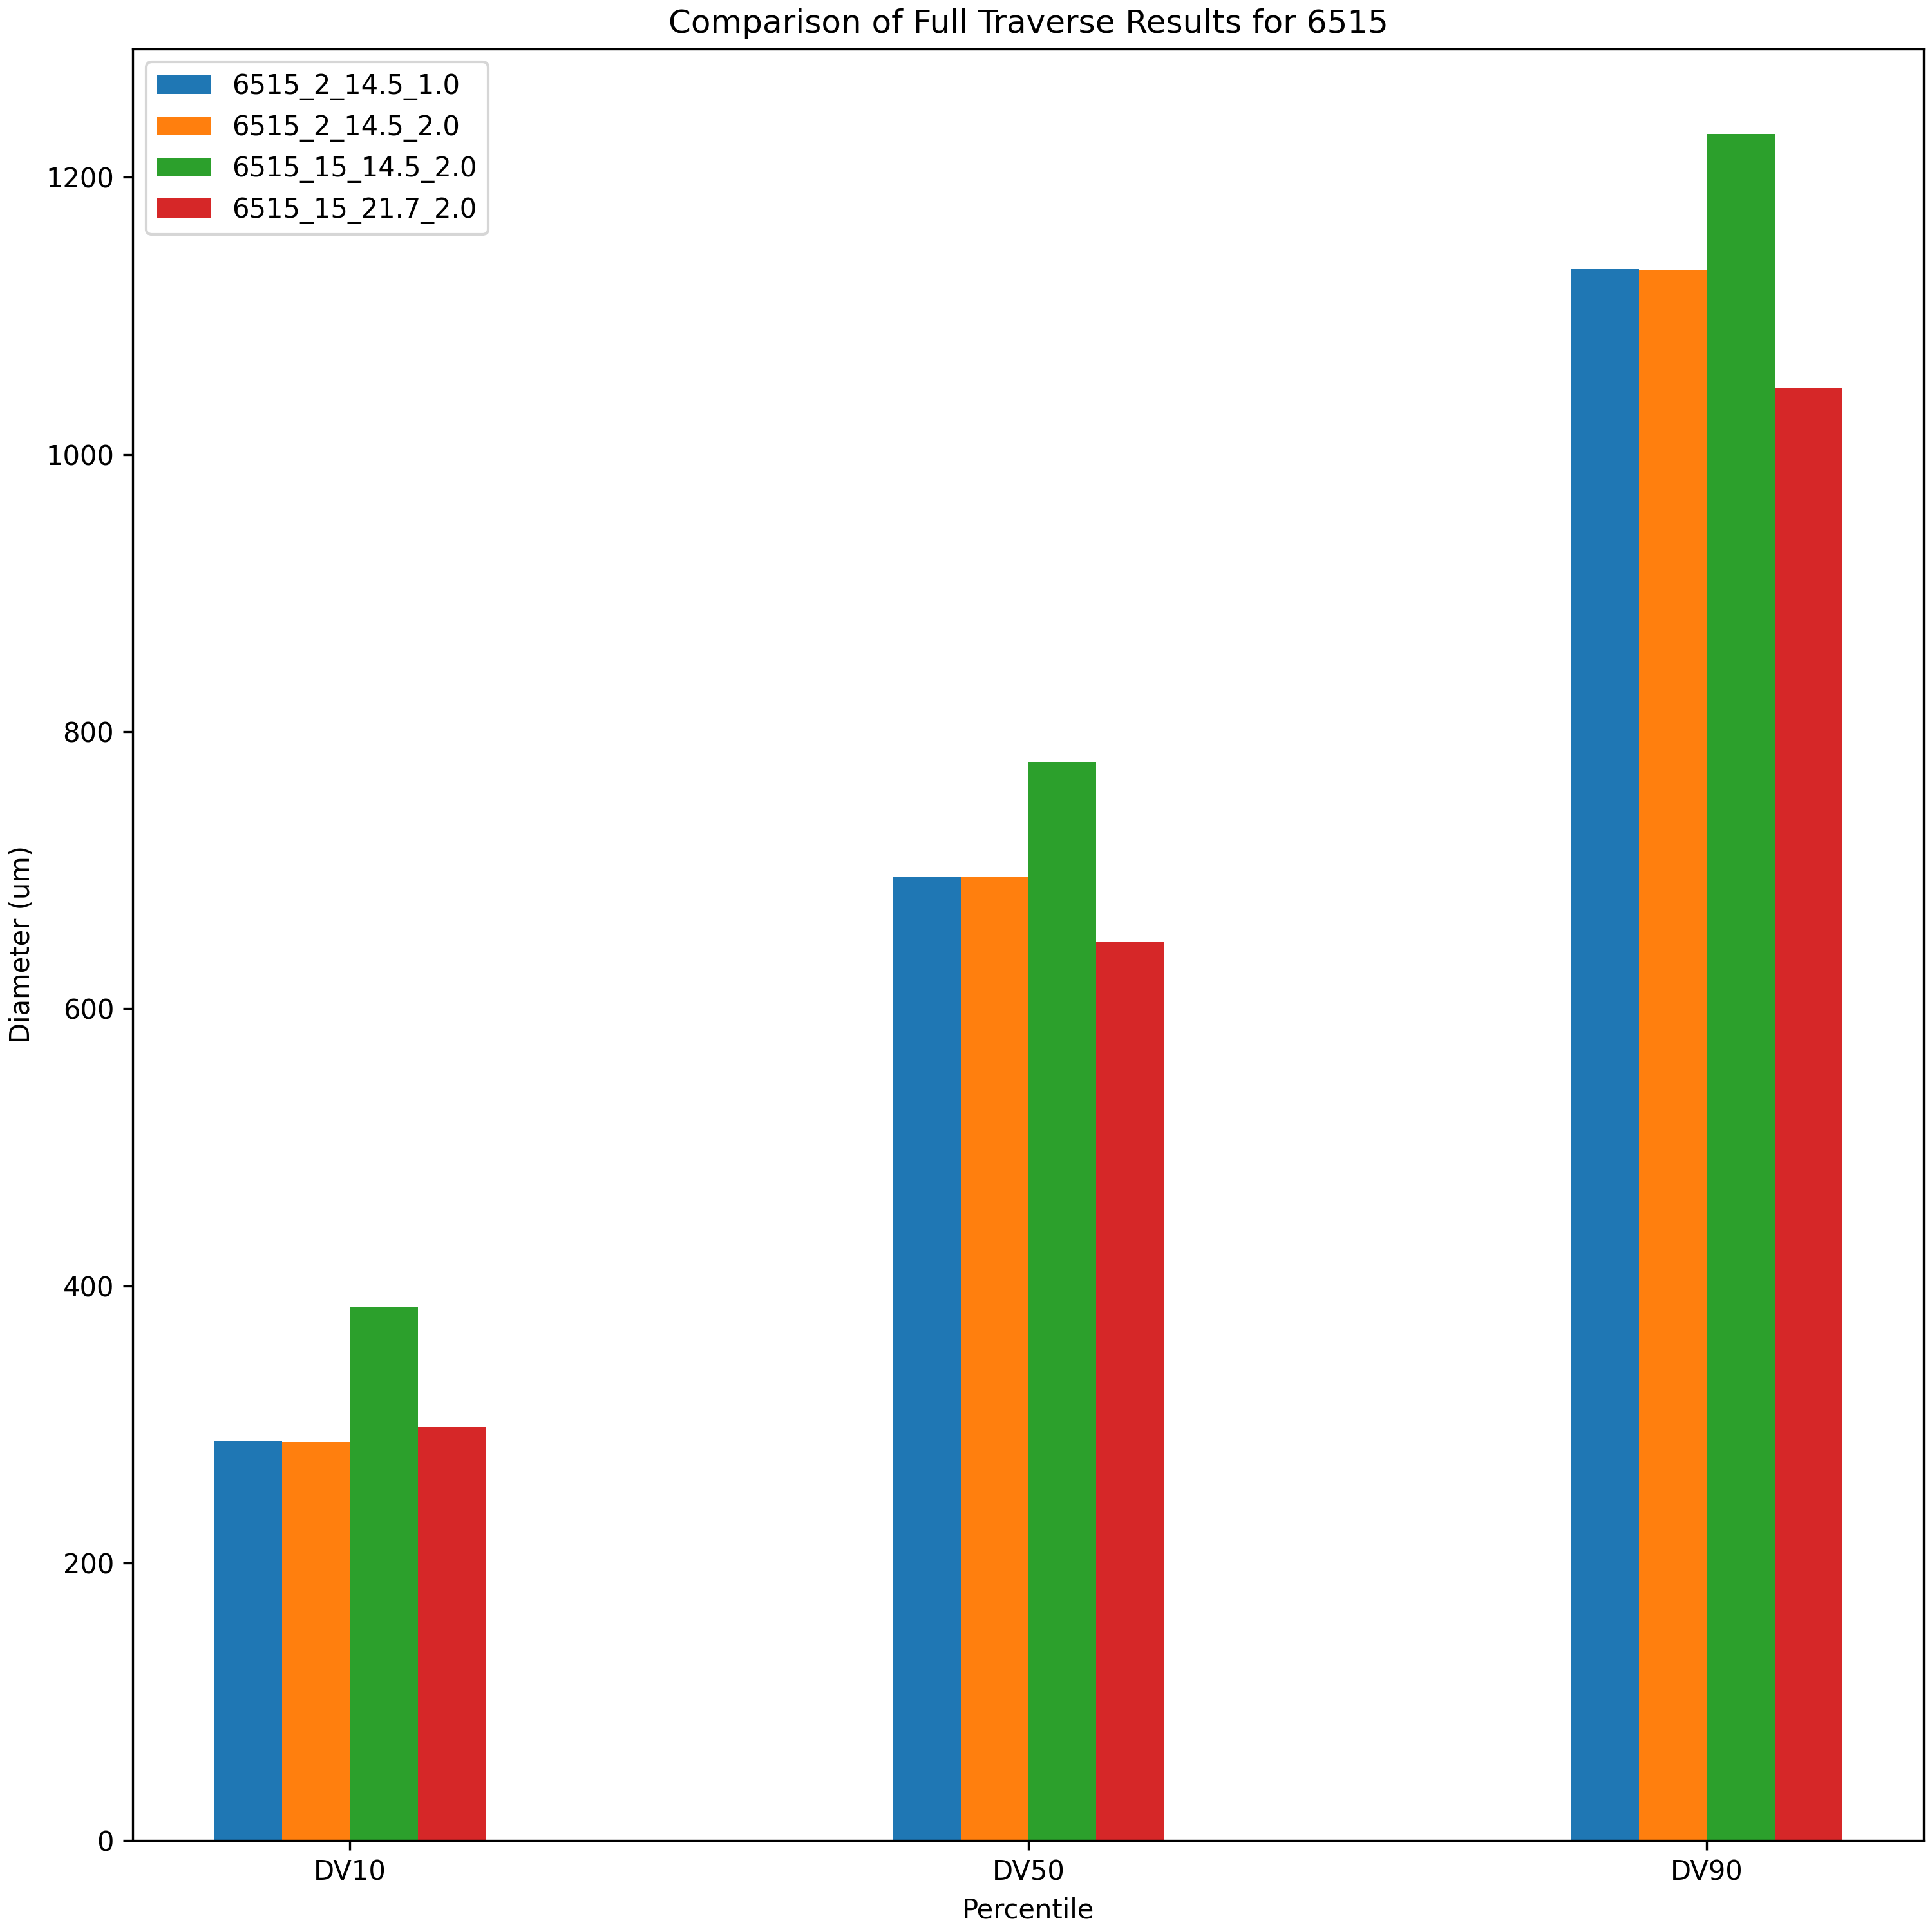 Comparison of Full Traverse Results for 6515
6515_2_14.5_1.0
6515_2_14.5_2.0
6515_15_14.5_2.0
6515_15_21.7_2.0
1200
1000
800
600
400
200
0
Diameter (um)
DV10
DV50
DV90
Percentile